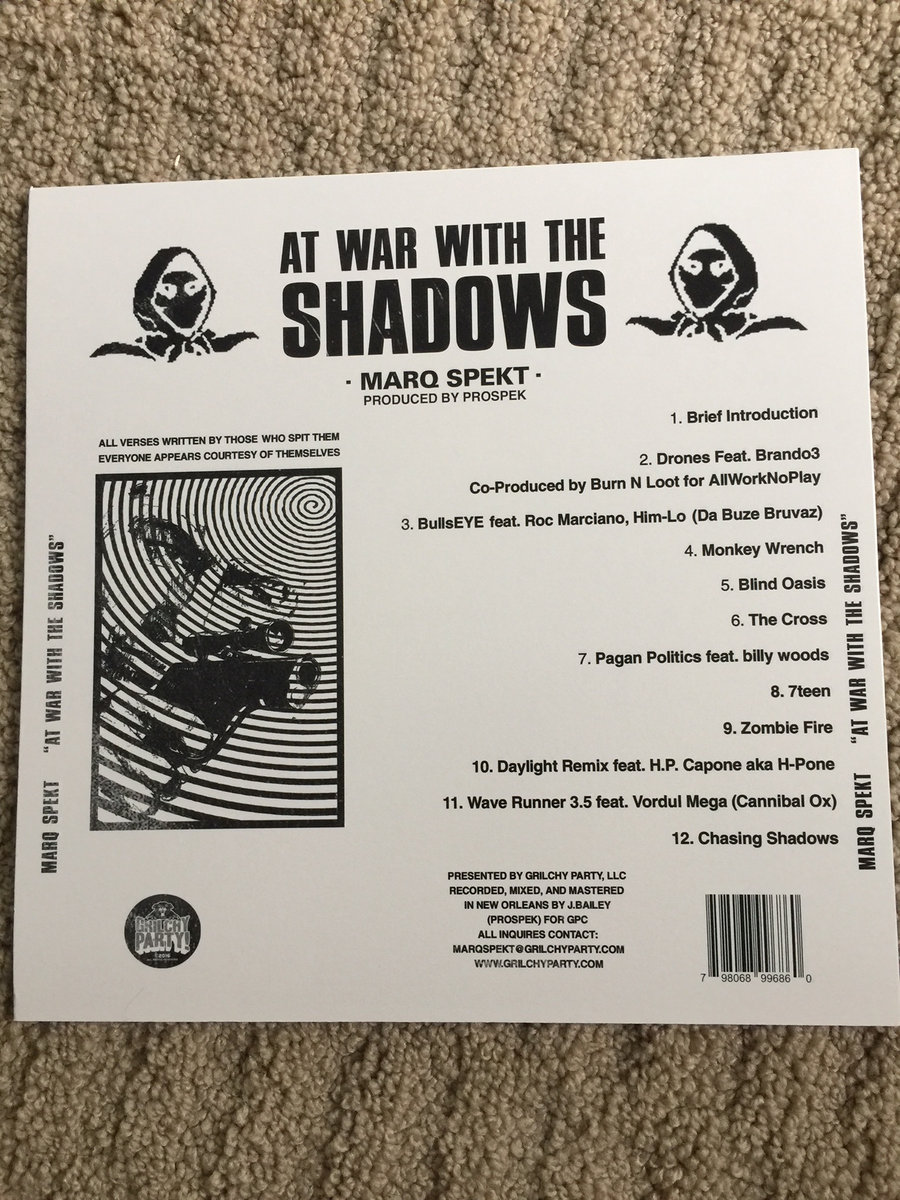 AT WAR WITH THE
SHADOWS
- MARQ SPEKT -
PRODUCED BY PROSPEK
ALL VERSES WRITTEN BY THOSE WHO SPIT THEM
EVERYONE APPEARS COURTESY OF THEMSELVES
1. Brief Introduction
2. Drones Feat. Brando3
Co-Produced by Burn N Loot for AllWorkNoPlay
3. BullsEYE feat. Roc Marciano, Him-Lo (Da Buze Bruvaz)
4. Monkey Wrench
5. Blind Oasis
6. The Cross
7. Pagan Politics feat. billy woods
8. 7teen
9. Zombie Fire
10. Daylight Remix feat. H.P. Capone aka H-Pone
11. Wave Runner 3.5 feat. Vordul Mega (Cannibal Ox)
12. Chasing Shadows
MARQ SPEKT "AT WAR WITH THE SHADOWS"
MARQ SPEKT "AT WAR WITH THE SHADOWS"
GRILCHY
PARTY!
©2016
PRESENTED BY GRILCHY PARTY, LLC
RECORDED, MIXED, AND MASTERED
IN NEW ORLEANS BY J.BAILEY
(PROSPEK) FOR GPC
ALL INQUIRES CONTACT:
MARQSPEKT@GRILCHYPARTY.COM
WWW.GRILCHYPARTY.COM
7 98068 99686 0